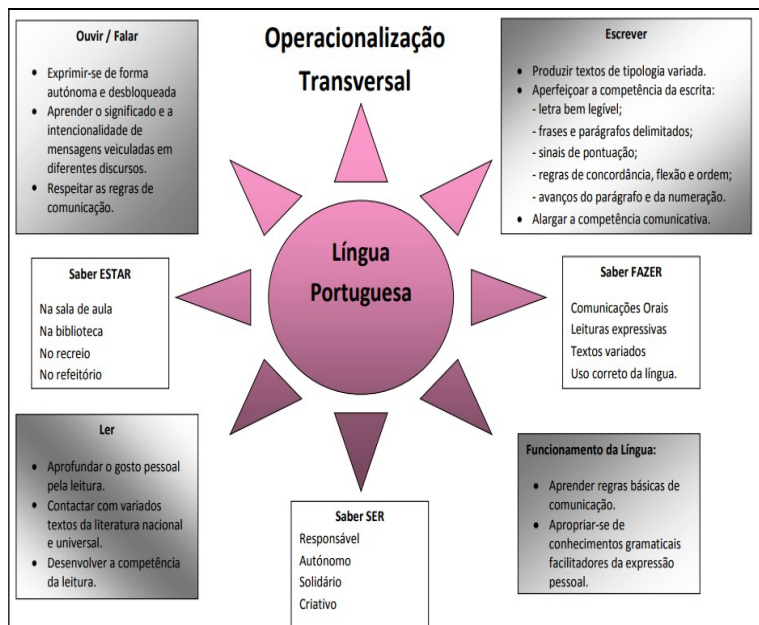 Operacionalização
Transversal
Ouvir / Falar
• Exprimir-se de forma
autónoma e desbloqueada
• Aprender o significado e a
intencionalidade de
mensagens veiculadas em
diferentes discursos.
• Respeitar as regras de
comunicação.
Escrever
• Produzir textos de tipologia variada.
• Aperfeiçoar a competência da escrita:
- letra bem legível;
- frases e parágrafos delimitados;
- sinais de pontuação;
- regras de concordância, flexão e ordem;
- avanços do parágrafo e da numeração.
• Alargar a competência comunicativa.
Língua
Portuguesa
Saber ESTAR
Na sala de aula
Na biblioteca
No recreio
No refeitório
Saber FAZER
Comunicações Orais
Leituras expressivas
Textos variados
Uso correto da língua.
Ler
• Aprofundar o gosto pessoal
pela leitura.
• Contactar com variados
textos da literatura nacional
e universal.
• Desenvolver a competência
da leitura.
Saber SER
Responsável
Autónomo
Solidário
Criativo
Funcionamento da Língua:
• Aprender regras básicas de
comunicação.
• Apropriar-se de
conhecimentos gramaticais
facilitadores da expressão
pessoal.